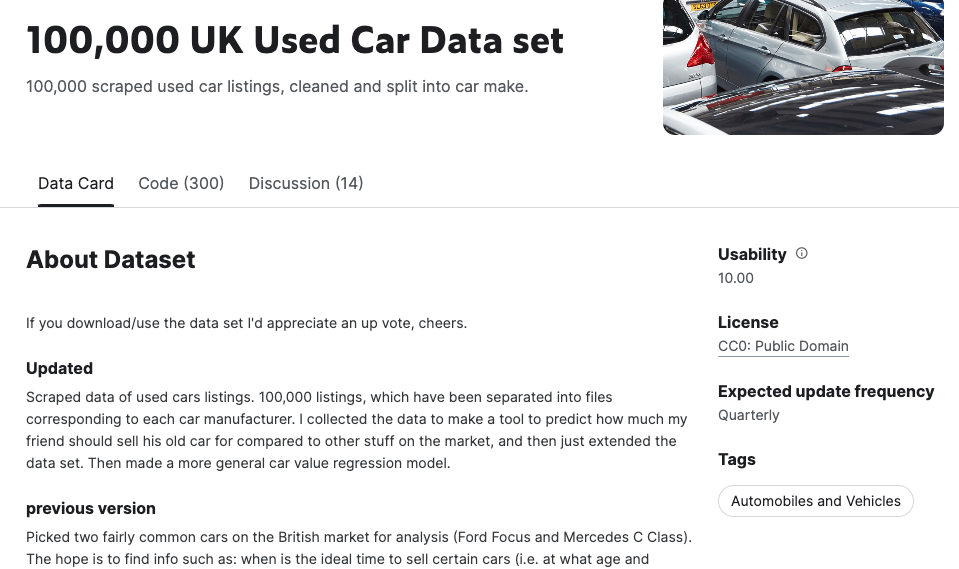 100,000 UK Used Car Data set
100,000 scraped used car listings, cleaned and split into car make.
Data Card
Code (300)
Discussion (14)
About Dataset
If you download/use the data set I'd appreciate an up vote, cheers.
Updated
Scraped data of used cars listings. 100,000 listings, which have been separated into files
corresponding to each car manufacturer. I collected the data to make a tool to predict how much my
friend should sell his old car for compared to other stuff on the market, and then just extended the
data set. Then made a more general car value regression model.
previous version
Picked two fairly common cars on the British market for analysis (Ford Focus and Mercedes C Class).
The hope is to find info such as: when is the ideal time to sell certain cars (i.e. at what age and
Usability
10.00
License
CC0: Public Domain
Expected update frequency
Quarterly
Tags
Automobiles and Vehicles